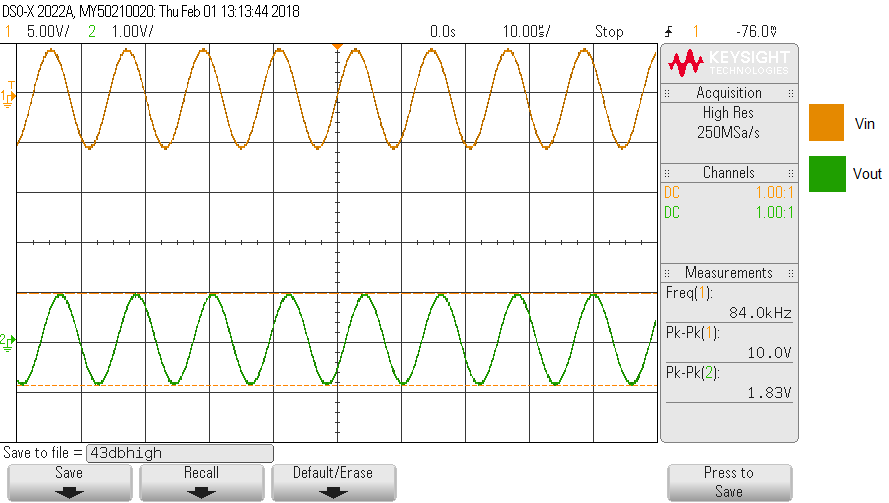 DSO-X 2022A, MY50210020: Thu Feb 01 13:13:44 2018
1 5.00V/ 2 1.00V/ 0.0s 10.00us/ Stop 1 -76.0V
KEYSIGHT
TECHNOLOGIES
Acquisition
High Res
250MSa/s
Channels
DC 1.00:1
DC 1.00:1
Measurements
Freq(1):
84.0kHz
Pk-Pk(1):
10.0V
Pk-Pk(2):
1.83V
Vin
Vout
1
T
2
Save to file = 43dbhigh
Save
Recall
Default/Erase
Press to
Save